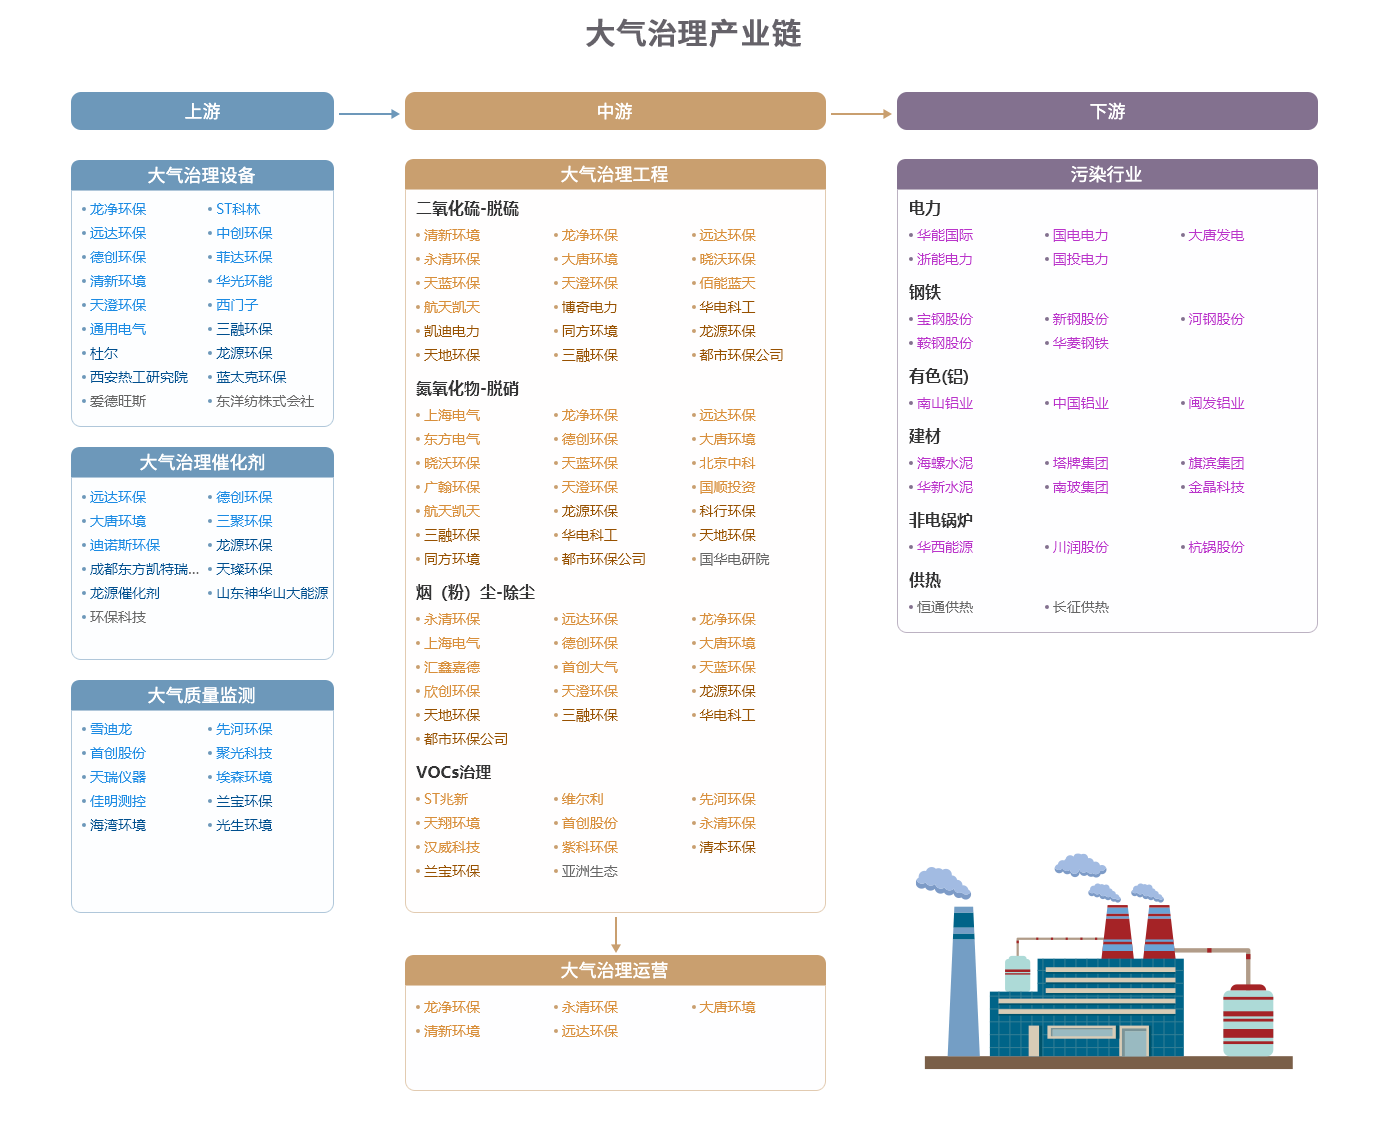 大气治理产业链
上游
中游
下游
大气治理设备
• 龙净环保 • ST科林
• 远达环保 • 中创环保
• 德创环保 • 菲达环保
• 清新环境 • 华光环能
• 天澄环保 • 西门子
• 通用电气 • 三融环保
• 杜尔 • 龙源环保
• 西安热工研究院 • 蓝太克环保
• 爱德旺斯 • 东洋纺株式会社
大气治理催化剂
• 远达环保 • 德创环保
• 大唐环境 • 三聚环保
• 迪诺斯环保 • 龙源环保
• 成都东方凯特瑞... • 天璨环保
• 龙源催化剂 • 山东神华山大能源
• 环保科技
大气质量监测
• 雪迪龙 • 先河环保
• 首创股份 • 聚光科技
• 天瑞仪器 • 埃森环境
• 佳明测控 • 兰宝环保
• 海湾环境 • 光生环境
大气治理工程
二氧化硫-脱硫
• 清新环境 • 龙净环保 • 远达环保
• 永清环保 • 大唐环境 • 晓沃环保
• 天蓝环保 • 天澄环保 • 佰能蓝天
• 航天凯天 • 博奇电力 • 华电科工
• 凯迪电力 • 同方环境 • 龙源环保
• 天地环保 • 三融环保 • 都市环保公司
氮氧化物-脱硝
• 上海电气 • 龙净环保 • 远达环保
• 东方电气 • 德创环保 • 大唐环境
• 晓沃环保 • 天蓝环保 • 北京中科
• 广翰环保 • 天澄环保 • 国顺投资
• 航天凯天 • 龙源环保 • 科行环保
• 三融环保 • 华电科工 • 天地环保
• 同方环境 • 都市环保公司 • 国华电研院
烟（粉）尘-除尘
• 永清环保 • 远达环保 • 龙净环保
• 上海电气 • 德创环保 • 大唐环境
• 汇鑫嘉德 • 首创大气 • 天蓝环保
• 欣创环保 • 天澄环保 • 龙源环保
• 天地环保 • 三融环保 • 华电科工
• 都市环保公司
VOCs治理
• ST兆新 • 维尔利 • 先河环保
• 天翔环境 • 首创股份 • 永清环保
• 汉威科技 • 紫科环保 • 清本环保
• 兰宝环保 • 亚洲生态
大气治理运营
• 龙净环保 • 永清环保 • 大唐环境
• 清新环境 • 远达环保
污染行业
电力
• 华能国际 • 国电电力 • 大唐发电
• 浙能电力 • 国投电力
钢铁
• 宝钢股份 • 新钢股份 • 河钢股份
• 鞍钢股份 • 华菱钢铁
有色(铝)
• 南山铝业 • 中国铝业 • 闽发铝业
建材
• 海螺水泥 • 塔牌集团 • 旗滨集团
• 华新水泥 • 南玻集团 • 金晶科技
非电锅炉
• 华西能源 • 川润股份 • 杭锅股份
供热
• 恒通供热 • 长征供热